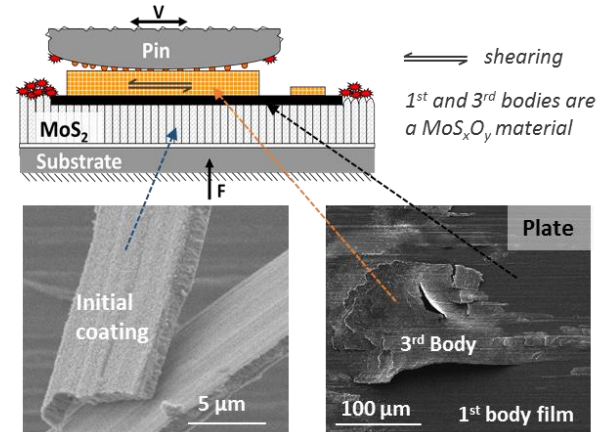 V
Pin
shearing
1st and 3rd bodies are
a MoSxOy material
MoS2
Substrate
F
Plate
Initial
coating
3rd Body
5 µm
100 µm
1st body film